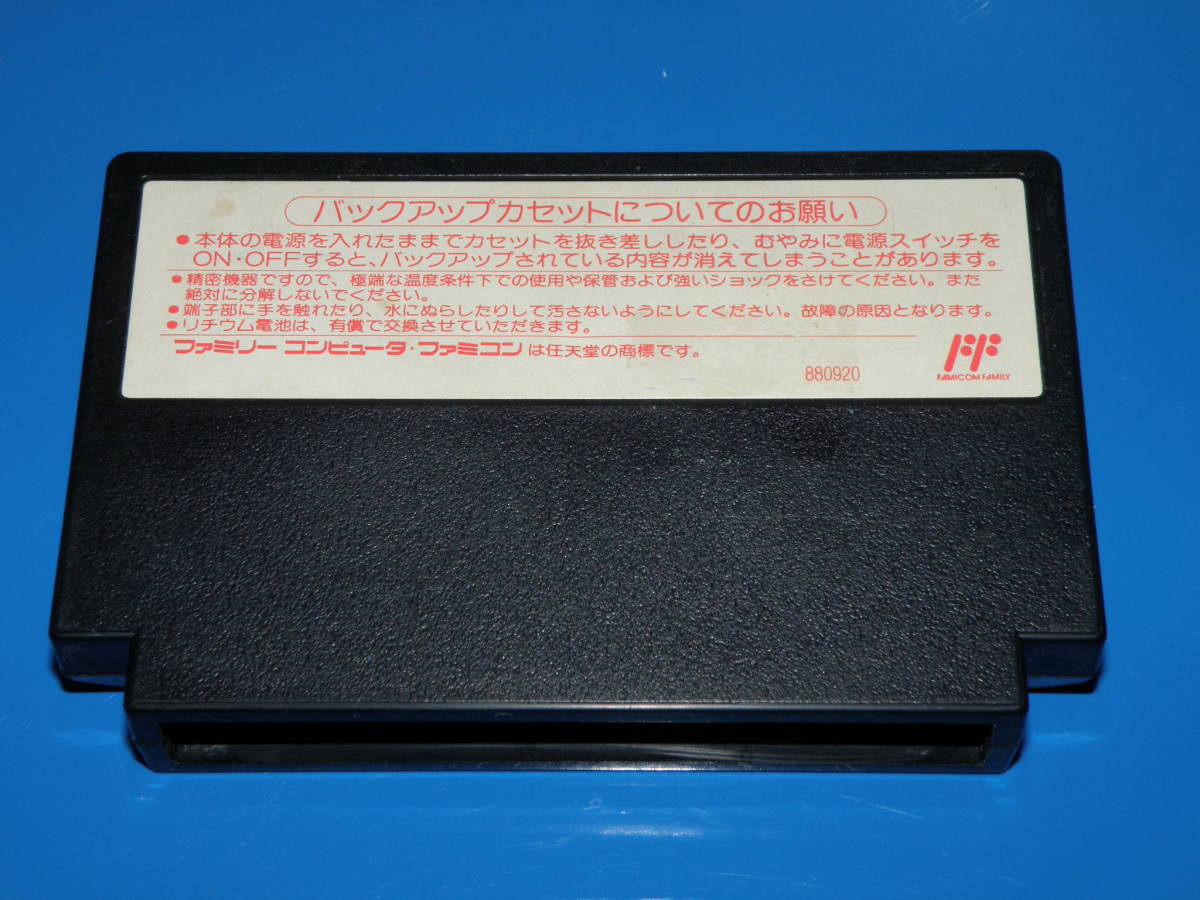 バックアップカセットについてのお願い
●本体の電源を入れたままでカセットを抜き差ししたり、むやみに電源スイッチを
ON・OFFすると、バックアップされている内容が消えてしまうことがあります。
●精密機器ですので、極端な温度条件下での使用や保管および強いショックをさけてください。また
絶対に分解しないでください。
●端子部に手を触れたり、水にぬらしたりして汚さないようにしてください。故障の原因となります。
●リチウム電池は、有償で交換させていただきます。
ファミリー コンピュータ・ファミコン は任天堂の商標です。
880920
FAMICOM FAMILY